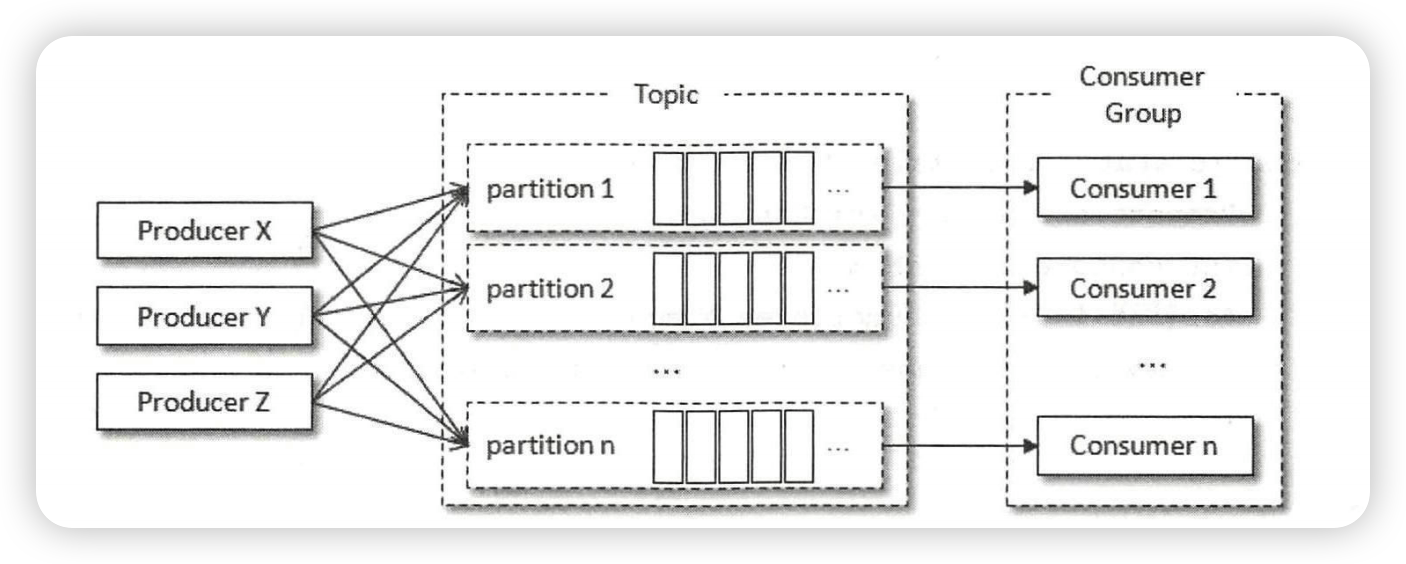 Topic
Consumer
Group
Producer X
Producer Y
Producer Z
partition 1
...
partition 2
...
...
partition n
...
Consumer 1
Consumer 2
...
Consumer n